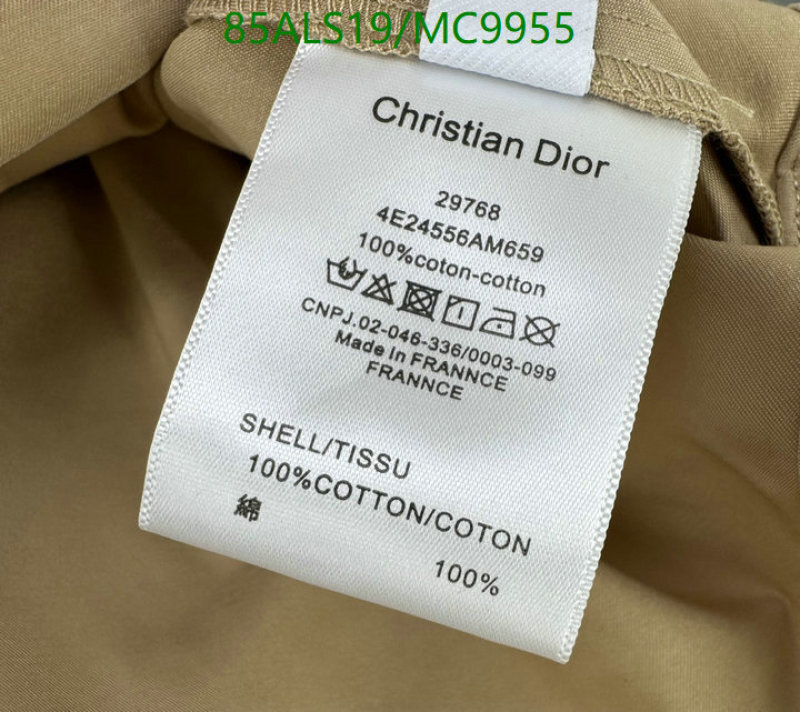 85ALS19/MC9955
Christian Dior
29768
4E24556AM659
100%coton-cotton
CNPJ.02-046-336/0003-099
Made in FRANNCE
FRANNCE
SHELL/TISSU
100%COTTON/COTON
綿
100%